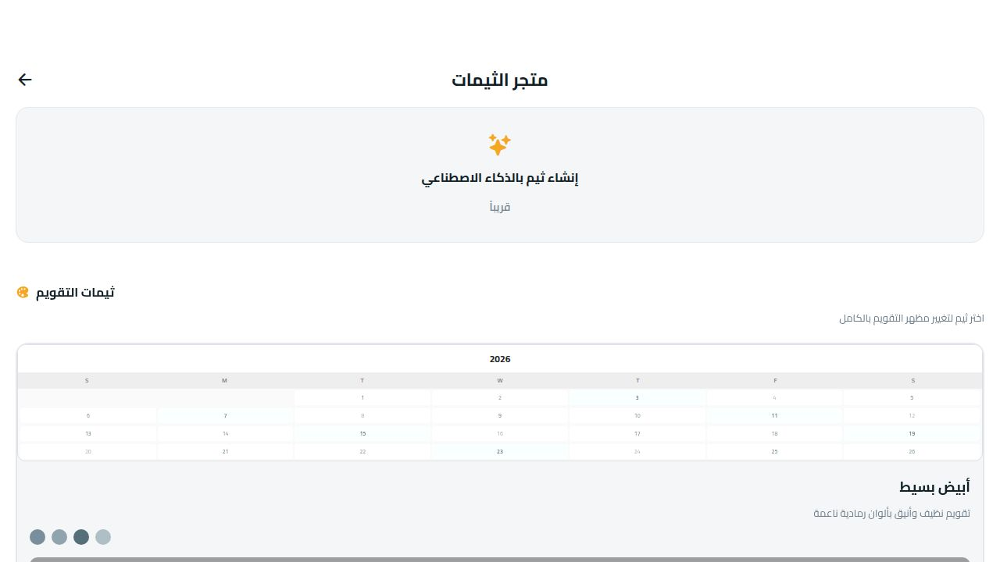 متجر الثيمات
إنشاء ثيم بالذكاء الاصطناعي
قريباً
ثيمات التقويم
اختر ثيم لتغيير مظهر التقويم بالكامل
2026
S M T W T F S
1 2 3 4 5
6 7 8 9 10 11 12
13 14 15 16 17 18 19
20 21 22 23 24 25 26
أبيض بسيط
تقويم نظيف وأنيق بألوان رمادية ناعمة